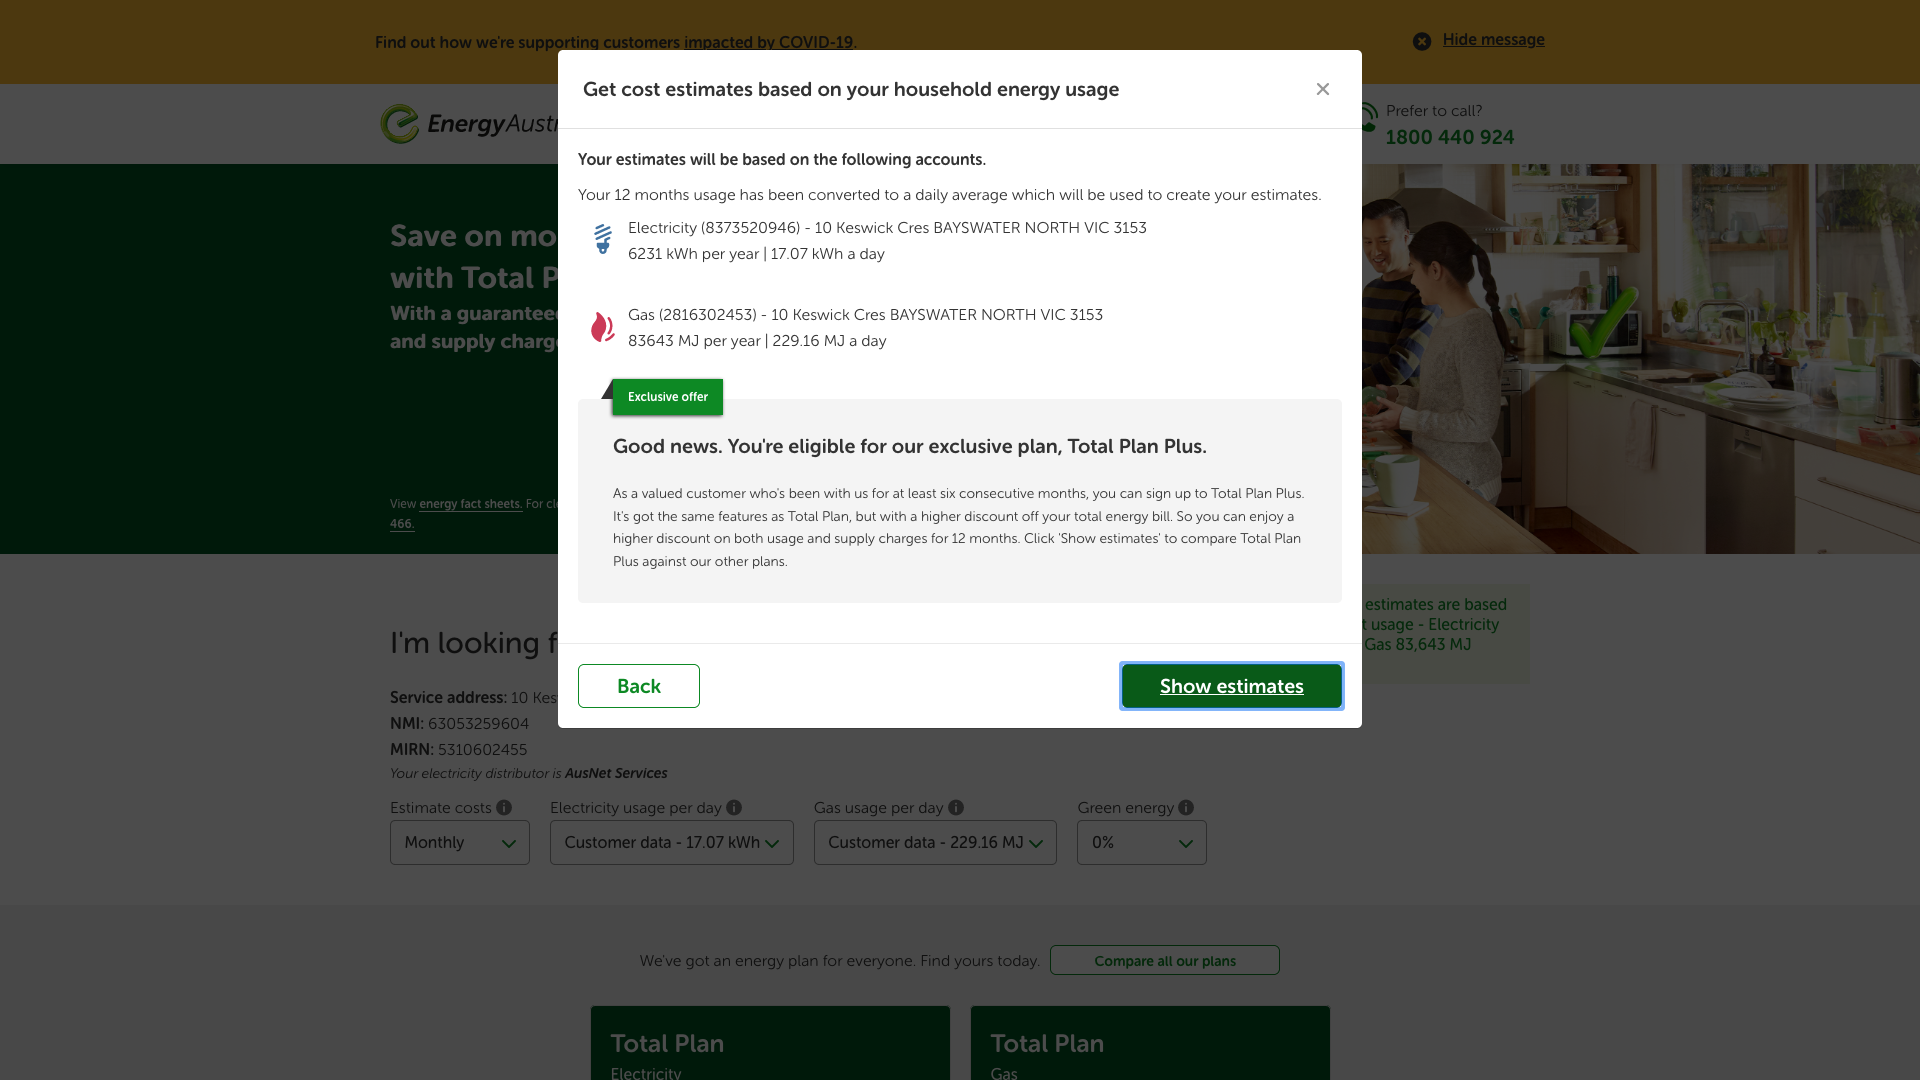 Find out how we're supporting customers impacted by COVID-19.
Hide message
Get cost estimates based on your household energy usage
EnergyAustr
Prefer to call?
1800 440 924
Your estimates will be based on the following accounts.
Your 12 months usage has been converted to a daily average which will be used to create your estimates.
Electricity (8373520946) - 10 Keswick Cres BAYSWATER NORTH VIC 3153
6231 kWh per year | 17.07 kWh a day
Gas (2816302453) - 10 Keswick Cres BAYSWATER NORTH VIC 3153
83643 MJ per year | 229.16 MJ a day
Exclusive offer
Good news. You're eligible for our exclusive plan, Total Plan Plus.
As a valued customer who's been with us for at least six consecutive months, you can sign up to Total Plan Plus.
It's got the same features as Total Plan, but with a higher discount off your total energy bill. So you can enjoy a
higher discount on both usage and supply charges for 12 months. Click 'Show estimates' to compare Total Plan
Plus against our other plans.
Back
Show estimates
Save on mo
with Total P
With a guarantee
and supply charg
View energy fact sheets. For cl
466.
estimates are based
t usage - Electricity
Gas 83,643 MJ
I'm looking f
Service address: 10 Kes
NMI: 63053259604
MIRN: 5310602455
Your electricity distributor is AusNet Services
Estimate costs
Electricity usage per day
Gas usage per day
Green energy
Monthly
Customer data - 17.07 kWh
Customer data - 229.16 MJ
0%
We've got an energy plan for everyone. Find yours today.
Compare all our plans
Total Plan
Electricity
Total Plan
Gas